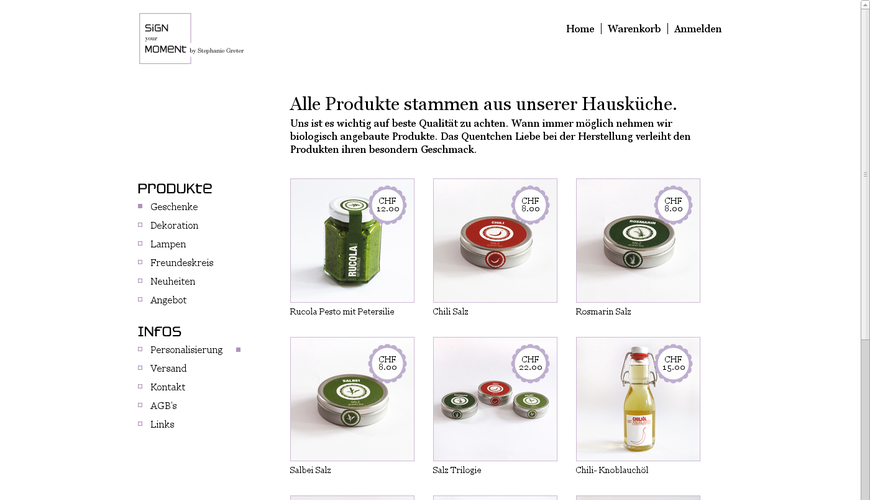 SiGN
your
MOMENt by Stephanie Greter
Home | Warenkorb | Anmelden
Alle Produkte stammen aus unserer Hausküche.
Uns ist es wichtig auf beste Qualität zu achten. Wann immer möglich nehmen wir
biologisch angebaute Produkte. Das Quentchen Liebe bei der Herstellung verleiht den
Produkten ihren besondern Geschmack.
PRODUKtE
Geschenke
Dekoration
Lampen
Freundeskreis
Neuheiten
Angebot
INfOS
Personalisierung
Versand
Kontakt
AGB's
Links
CHF
12.00
RUCOLA
Rucola Pesto mit Petersilie
CHF
8.00
CHILI
Chili Salz
CHF
8.00
ROSMARIN
Rosmarin Salz
CHF
8.00
SALBEI
Salbei Salz
CHF
22.00
Salz Trilogie
CHF
15.00
Chili- Knoblauchöl